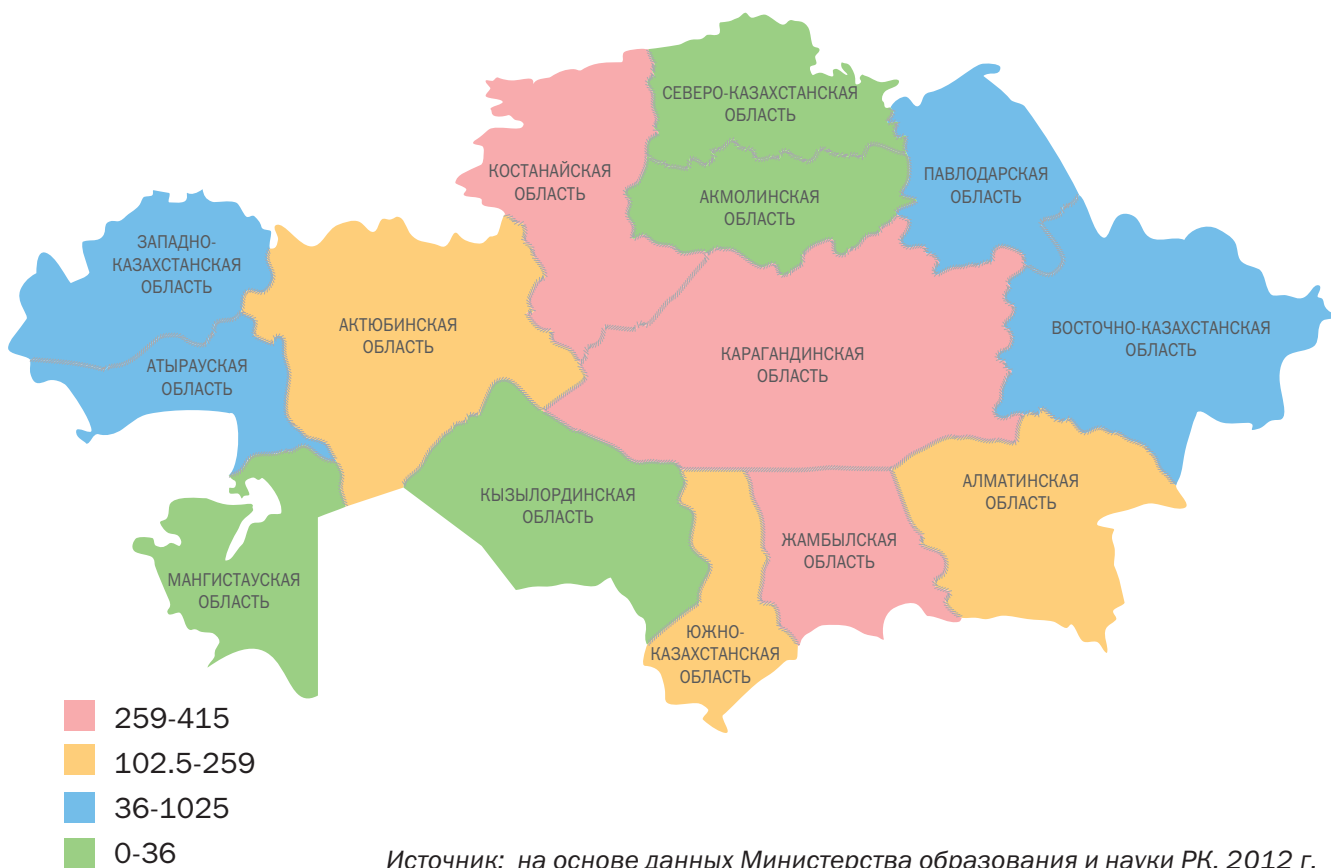 СЕВЕРО-КАЗАХСТАНСКАЯ
ОБЛАСТЬ
КОСТАНАЙСКАЯ
ОБЛАСТЬ
АКМОЛИНСКАЯ
ОБЛАСТЬ
ПАВЛОДАРСКАЯ
ОБЛАСТЬ
ЗАПАДНО-
КАЗАХСТАНСКАЯ
ОБЛАСТЬ
АКТЮБИНСКАЯ
ОБЛАСТЬ
ВОСТОЧНО-КАЗАХСТАНСКАЯ
ОБЛАСТЬ
АТЫРАУСКАЯ
ОБЛАСТЬ
КАРАГАНДИНСКАЯ
ОБЛАСТЬ
КЫЗЫЛОРДИНСКАЯ
ОБЛАСТЬ
АЛМАТИНСКАЯ
ОБЛАСТЬ
ЖАМБЫЛСКАЯ
ОБЛАСТЬ
МАНГИСТАУСКАЯ
ОБЛАСТЬ
ЮЖНО-
КАЗАХСТАНСКАЯ
ОБЛАСТЬ
259-415
102.5-259
36-1025
0-36
Источник: на основе данных Министерства образования и науки РК, 2012 г.